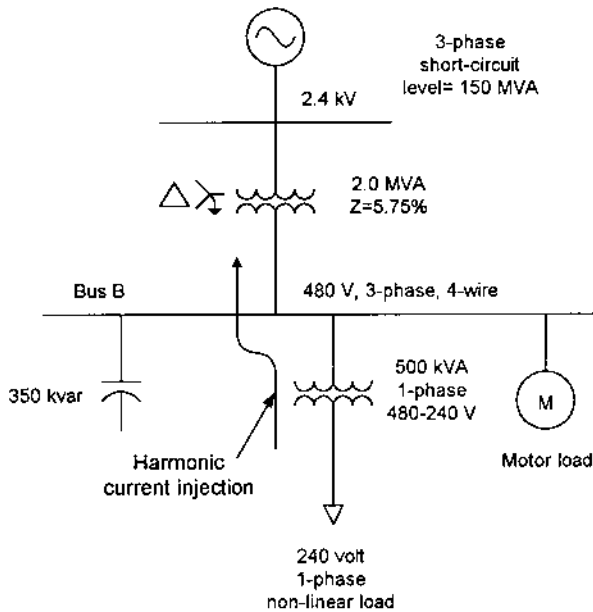 3-phase
short-circuit
level= 150 MVA
2.4 kV
2.0 MVA
Z=5.75%
Bus B
480 V, 3-phase, 4-wire
350 kvar
500 kVA
1-phase
480-240 V
M
Harmonic
current injection
Motor load
240 volt
1-phase
non-linear load